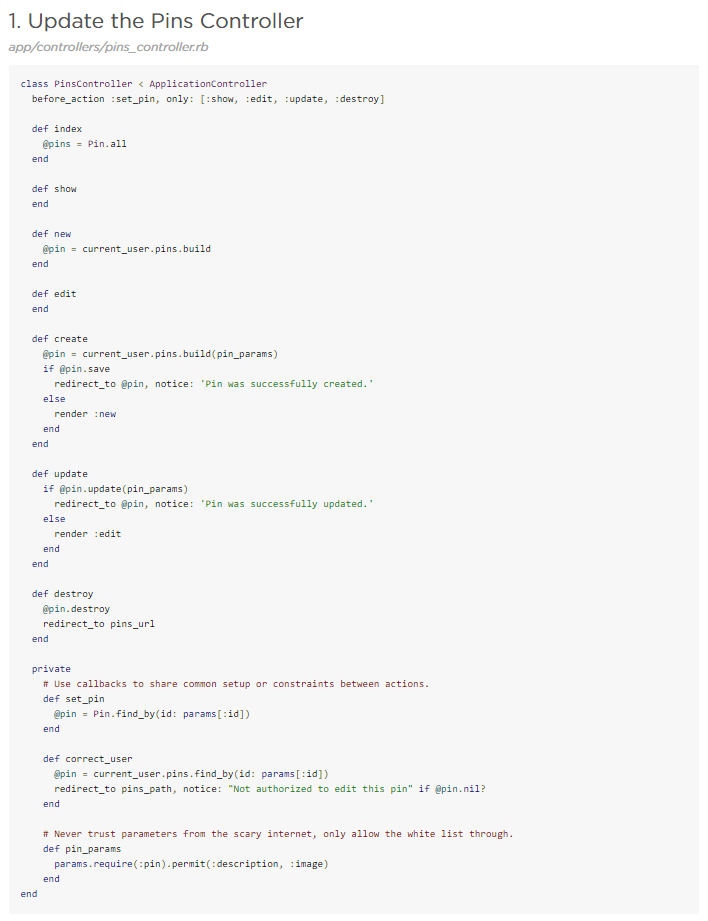 1. Update the Pins Controller
app/controllers/pins_controller.rb
class PinsController < ApplicationController
  before_action :set_pin, only: [:show, :edit, :update, :destroy]

  def index
    @pins = Pin.all
  end

  def show
  end

  def new
    @pin = current_user.pins.build
  end

  def edit
  end

  def create
    @pin = current_user.pins.build(pin_params)
    if @pin.save
      redirect_to @pin, notice: 'Pin was successfully created.'
    else
      render :new
    end
  end

  def update
    if @pin.update(pin_params)
      redirect_to @pin, notice: 'Pin was successfully updated.'
    else
      render :edit
    end
  end

  def destroy
    @pin.destroy
    redirect_to pins_url
  end

  private
    # Use callbacks to share common setup or constraints between actions.
    def set_pin
      @pin = Pin.find_by(id: params[:id])
    end

    def correct_user
      @pin = current_user.pins.find_by(id: params[:id])
      redirect_to pins_path, notice: "Not authorized to edit this pin" if @pin.nil?
    end

    # Never trust parameters from the scary internet, only allow the white list through.
    def pin_params
      params.require(:pin).permit(:description, :image)
    end
end